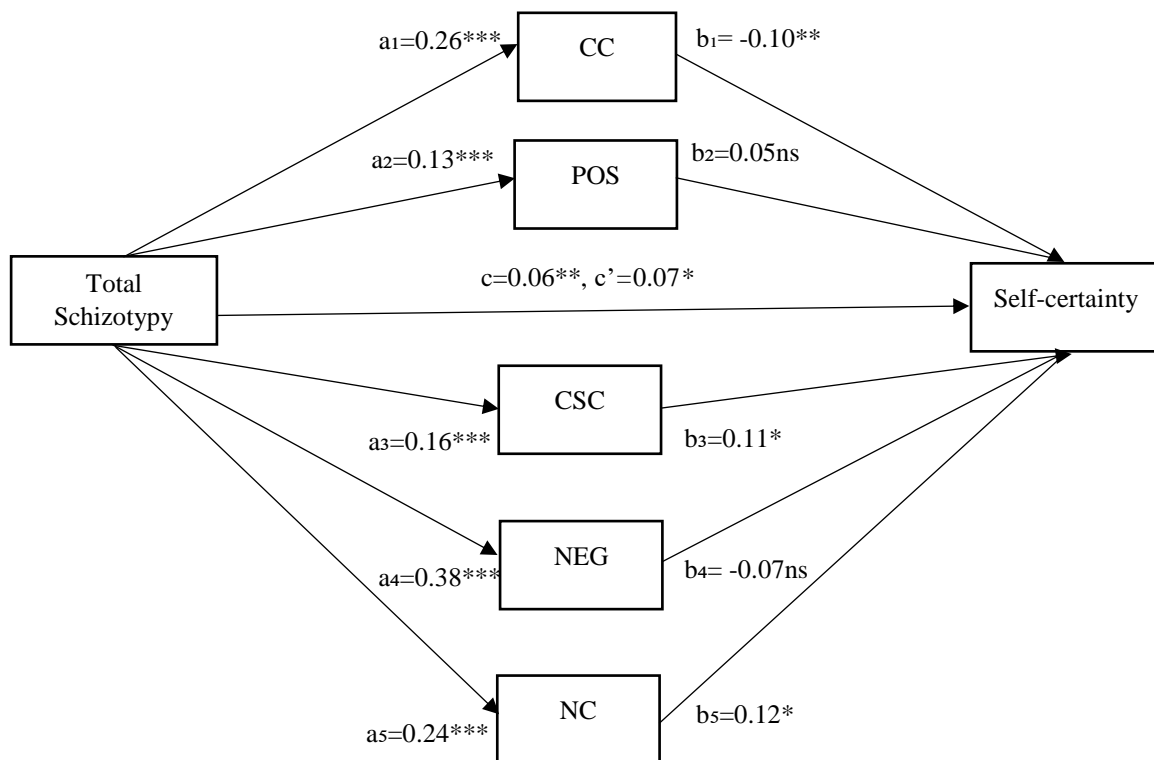 a₁=0.26***
CC
b₁= -0.10**
a₂=0.13***
POS
b₂=0.05ns
Total
Schizotypy
c=0.06**, c’=0.07*
Self-certainty
CSC
a₃=0.16***
b₃=0.11*
NEG
a₄=0.38***
b₄= -0.07ns
NC
a₅=0.24***
b₅=0.12*